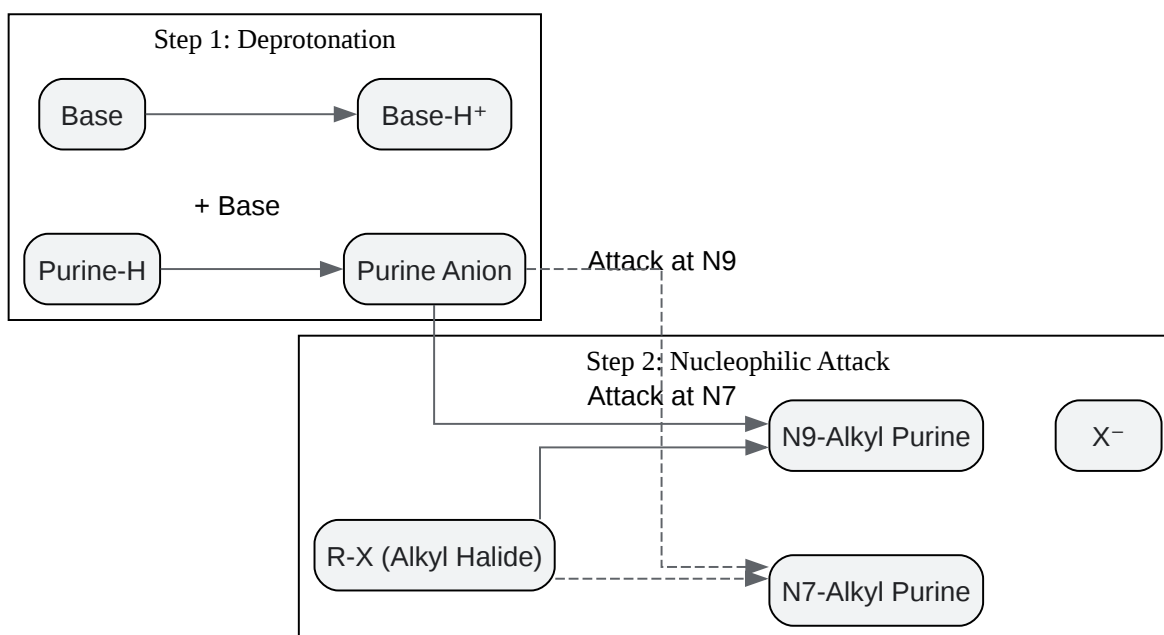 Step 1: Deprotonation
Base
Base-H⁺
+ Base
Purine-H
Purine Anion
Attack at N9
Step 2: Nucleophilic Attack
Attack at N7
N9-Alkyl Purine
X⁻
R-X (Alkyl Halide)
N7-Alkyl Purine